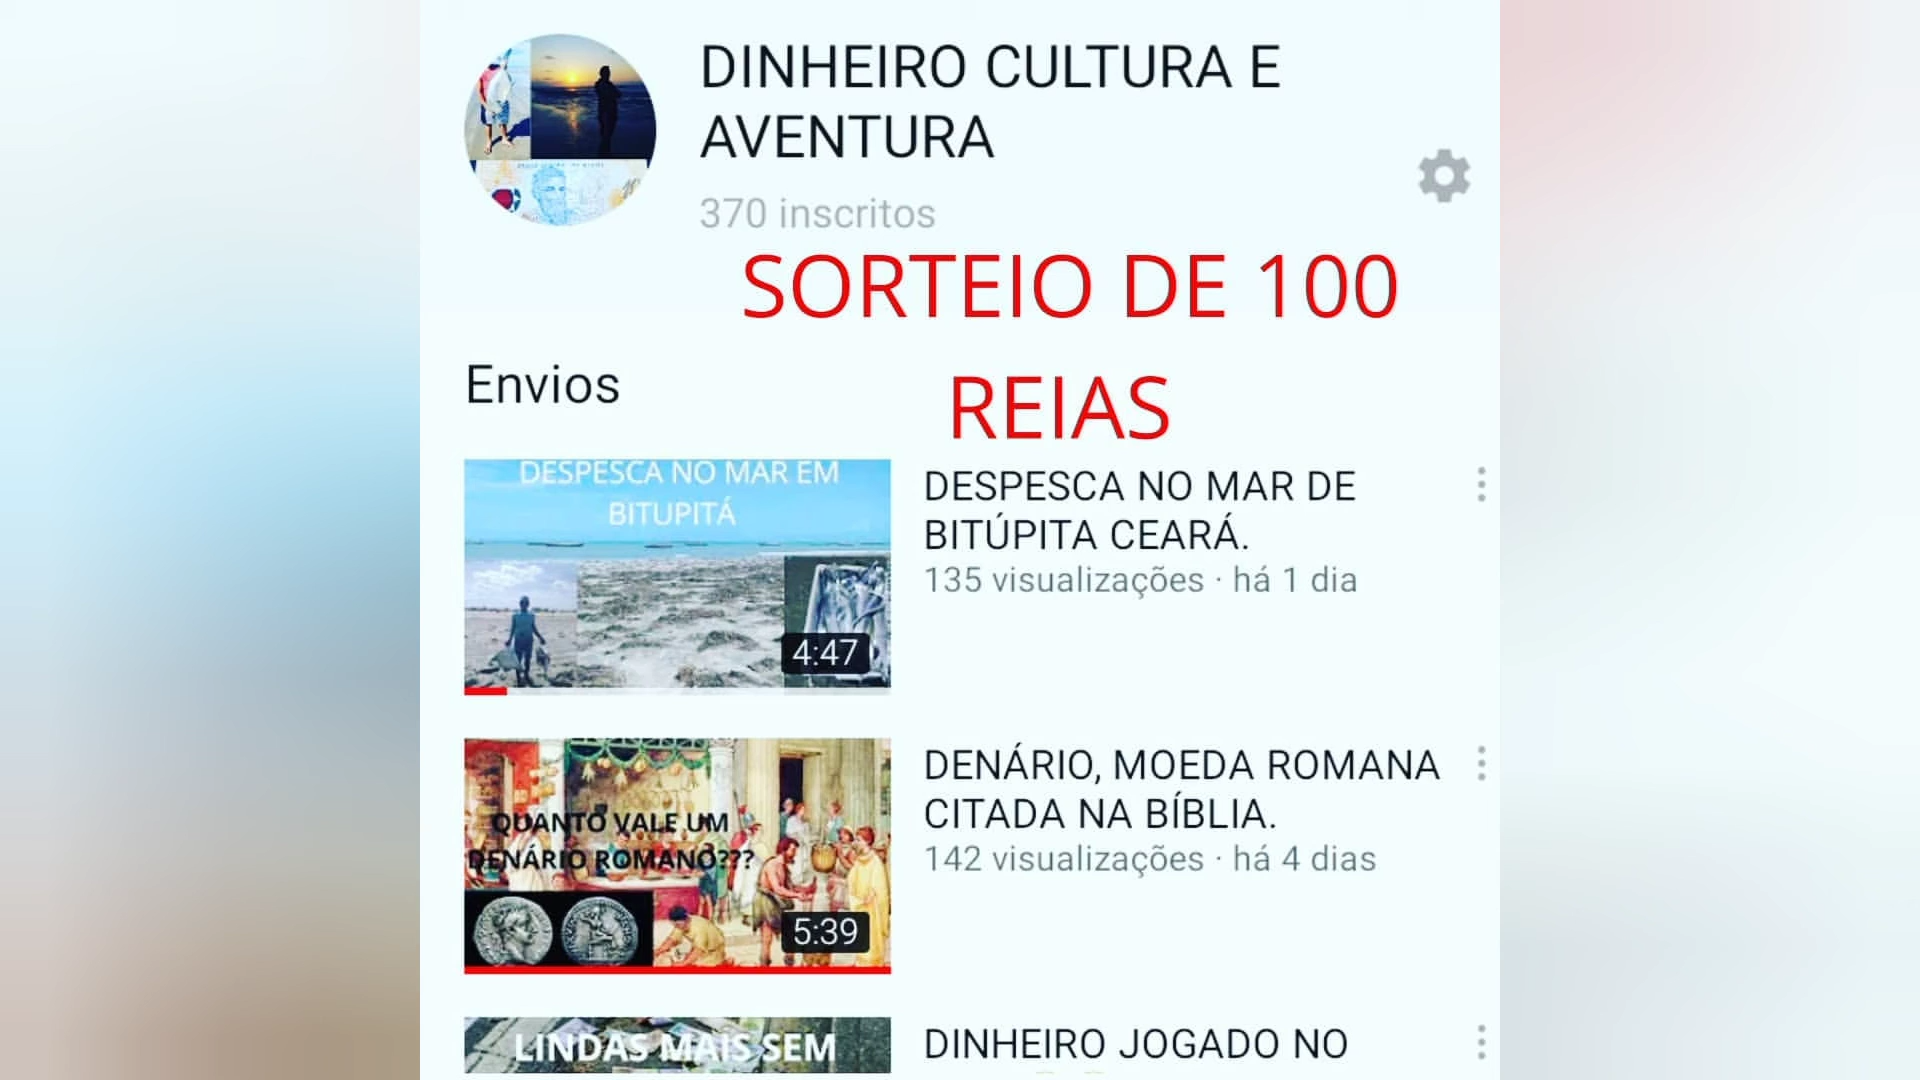 DINHEIRO CULTURA E
AVENTURA
370 inscritos
SORTEIO DE 100
REIAS
Envios
DESPESCA NO MAR EM
BITUPITÁ
4:47
DESPESCA NO MAR DE
BITÚPITA CEARÁ.
135 visualizações · há 1 dia
QUANTO VALE UM
DENÁRIO ROMANO???
5:39
DENÁRIO, MOEDA ROMANA
CITADA NA BÍBLIA.
142 visualizações · há 4 dias
LINDAS MAIS SEM
DINHEIRO JOGADO NO